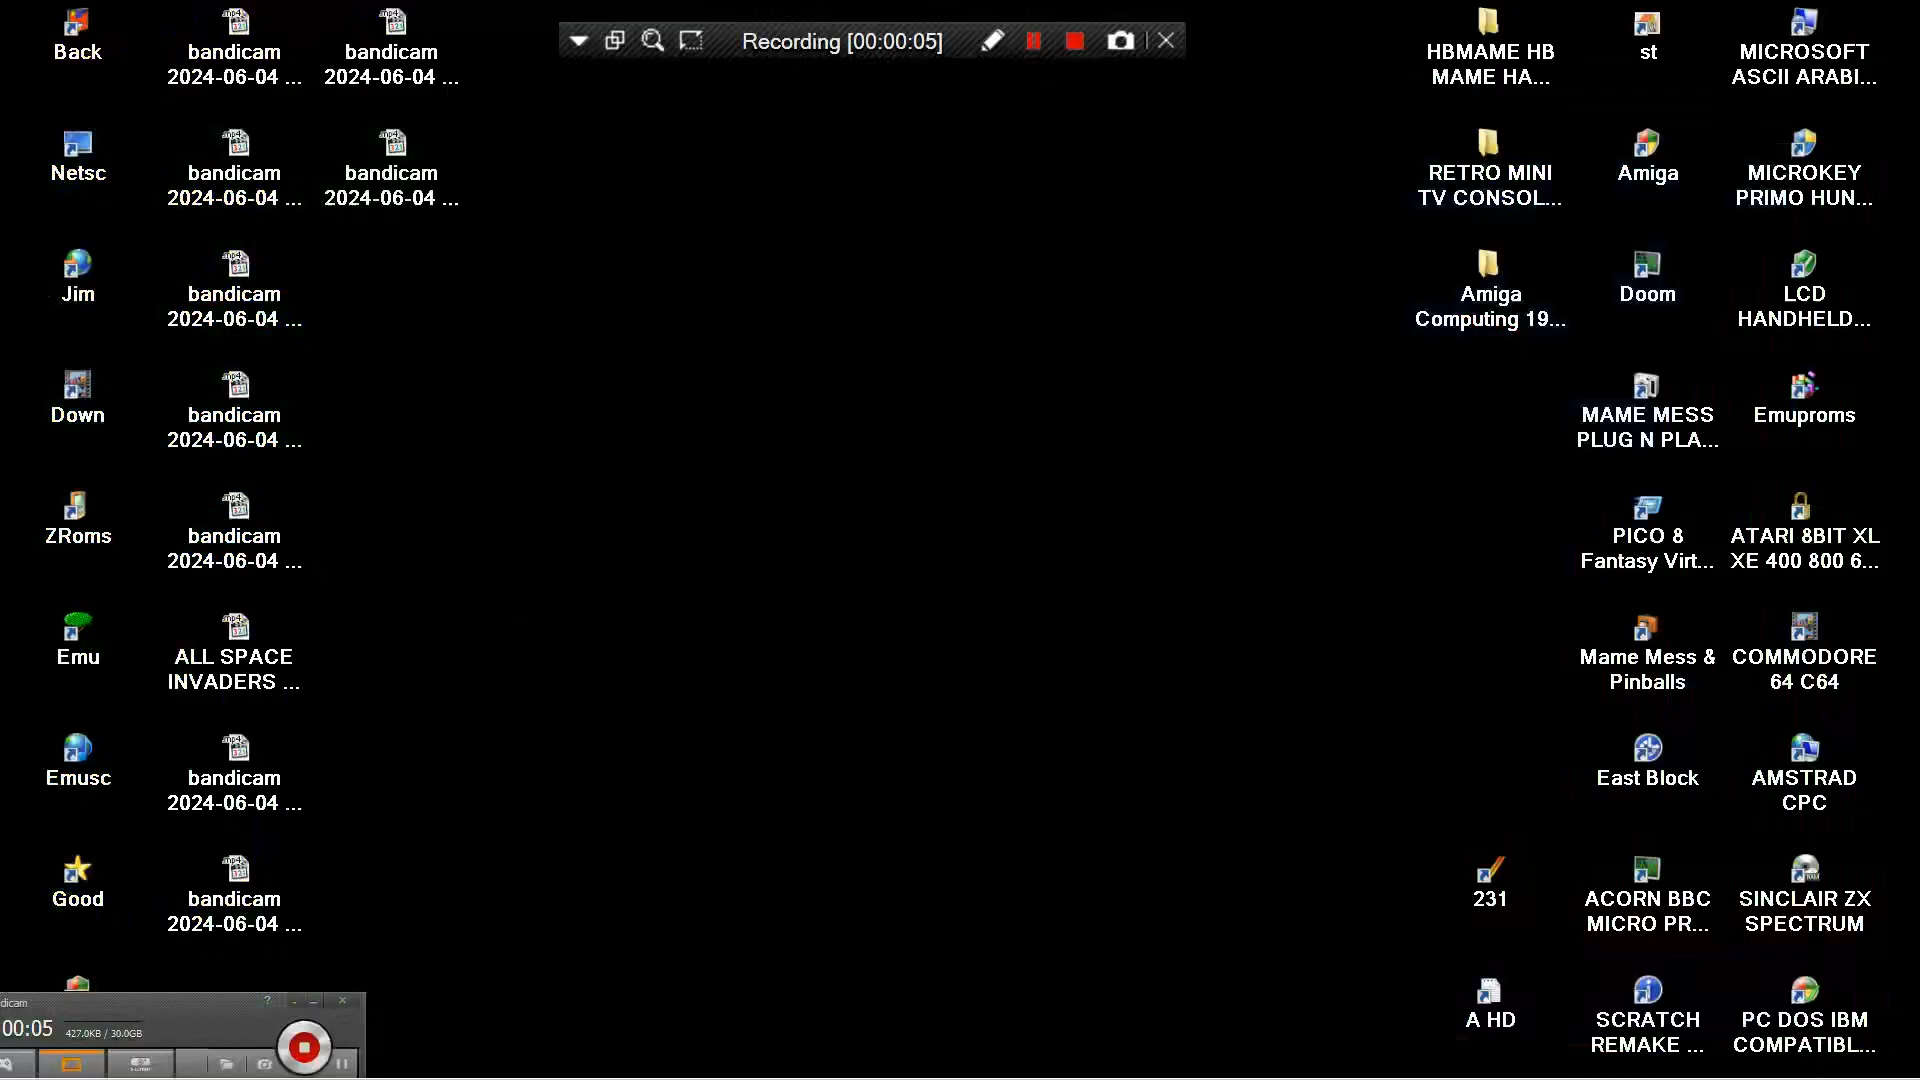 Recording [00:00:05]
Back
bandicam
2024-06-04 ...
bandicam
2024-06-04 ...
HBMAME HB
MAME HA...
st
MICROSOFT
ASCII ARABI...
Netsc
bandicam
2024-06-04 ...
bandicam
2024-06-04 ...
RETRO MINI
TV CONSOL...
Amiga
MICROKEY
PRIMO HUN...
Jim
bandicam
2024-06-04 ...
Amiga
Computing 19...
Doom
LCD
HANDHELD...
Down
bandicam
2024-06-04 ...
MAME MESS
PLUG N PLA...
Emuproms
ZRoms
bandicam
2024-06-04 ...
PICO 8
Fantasy Virt...
ATARI 8BIT XL
XE 400 800 6...
Emu
ALL SPACE
INVADERS ...
Mame Mess &
Pinballs
COMMODORE
64 C64
Emusc
bandicam
2024-06-04 ...
East Block
AMSTRAD
CPC
Good
bandicam
2024-06-04 ...
231
ACORN BBC
MICRO PR...
SINCLAIR ZX
SPECTRUM
A HD
SCRATCH
REMAKE ...
PC DOS IBM
COMPATIBL...
dicam
00:05
427.0KB / 30.0GB